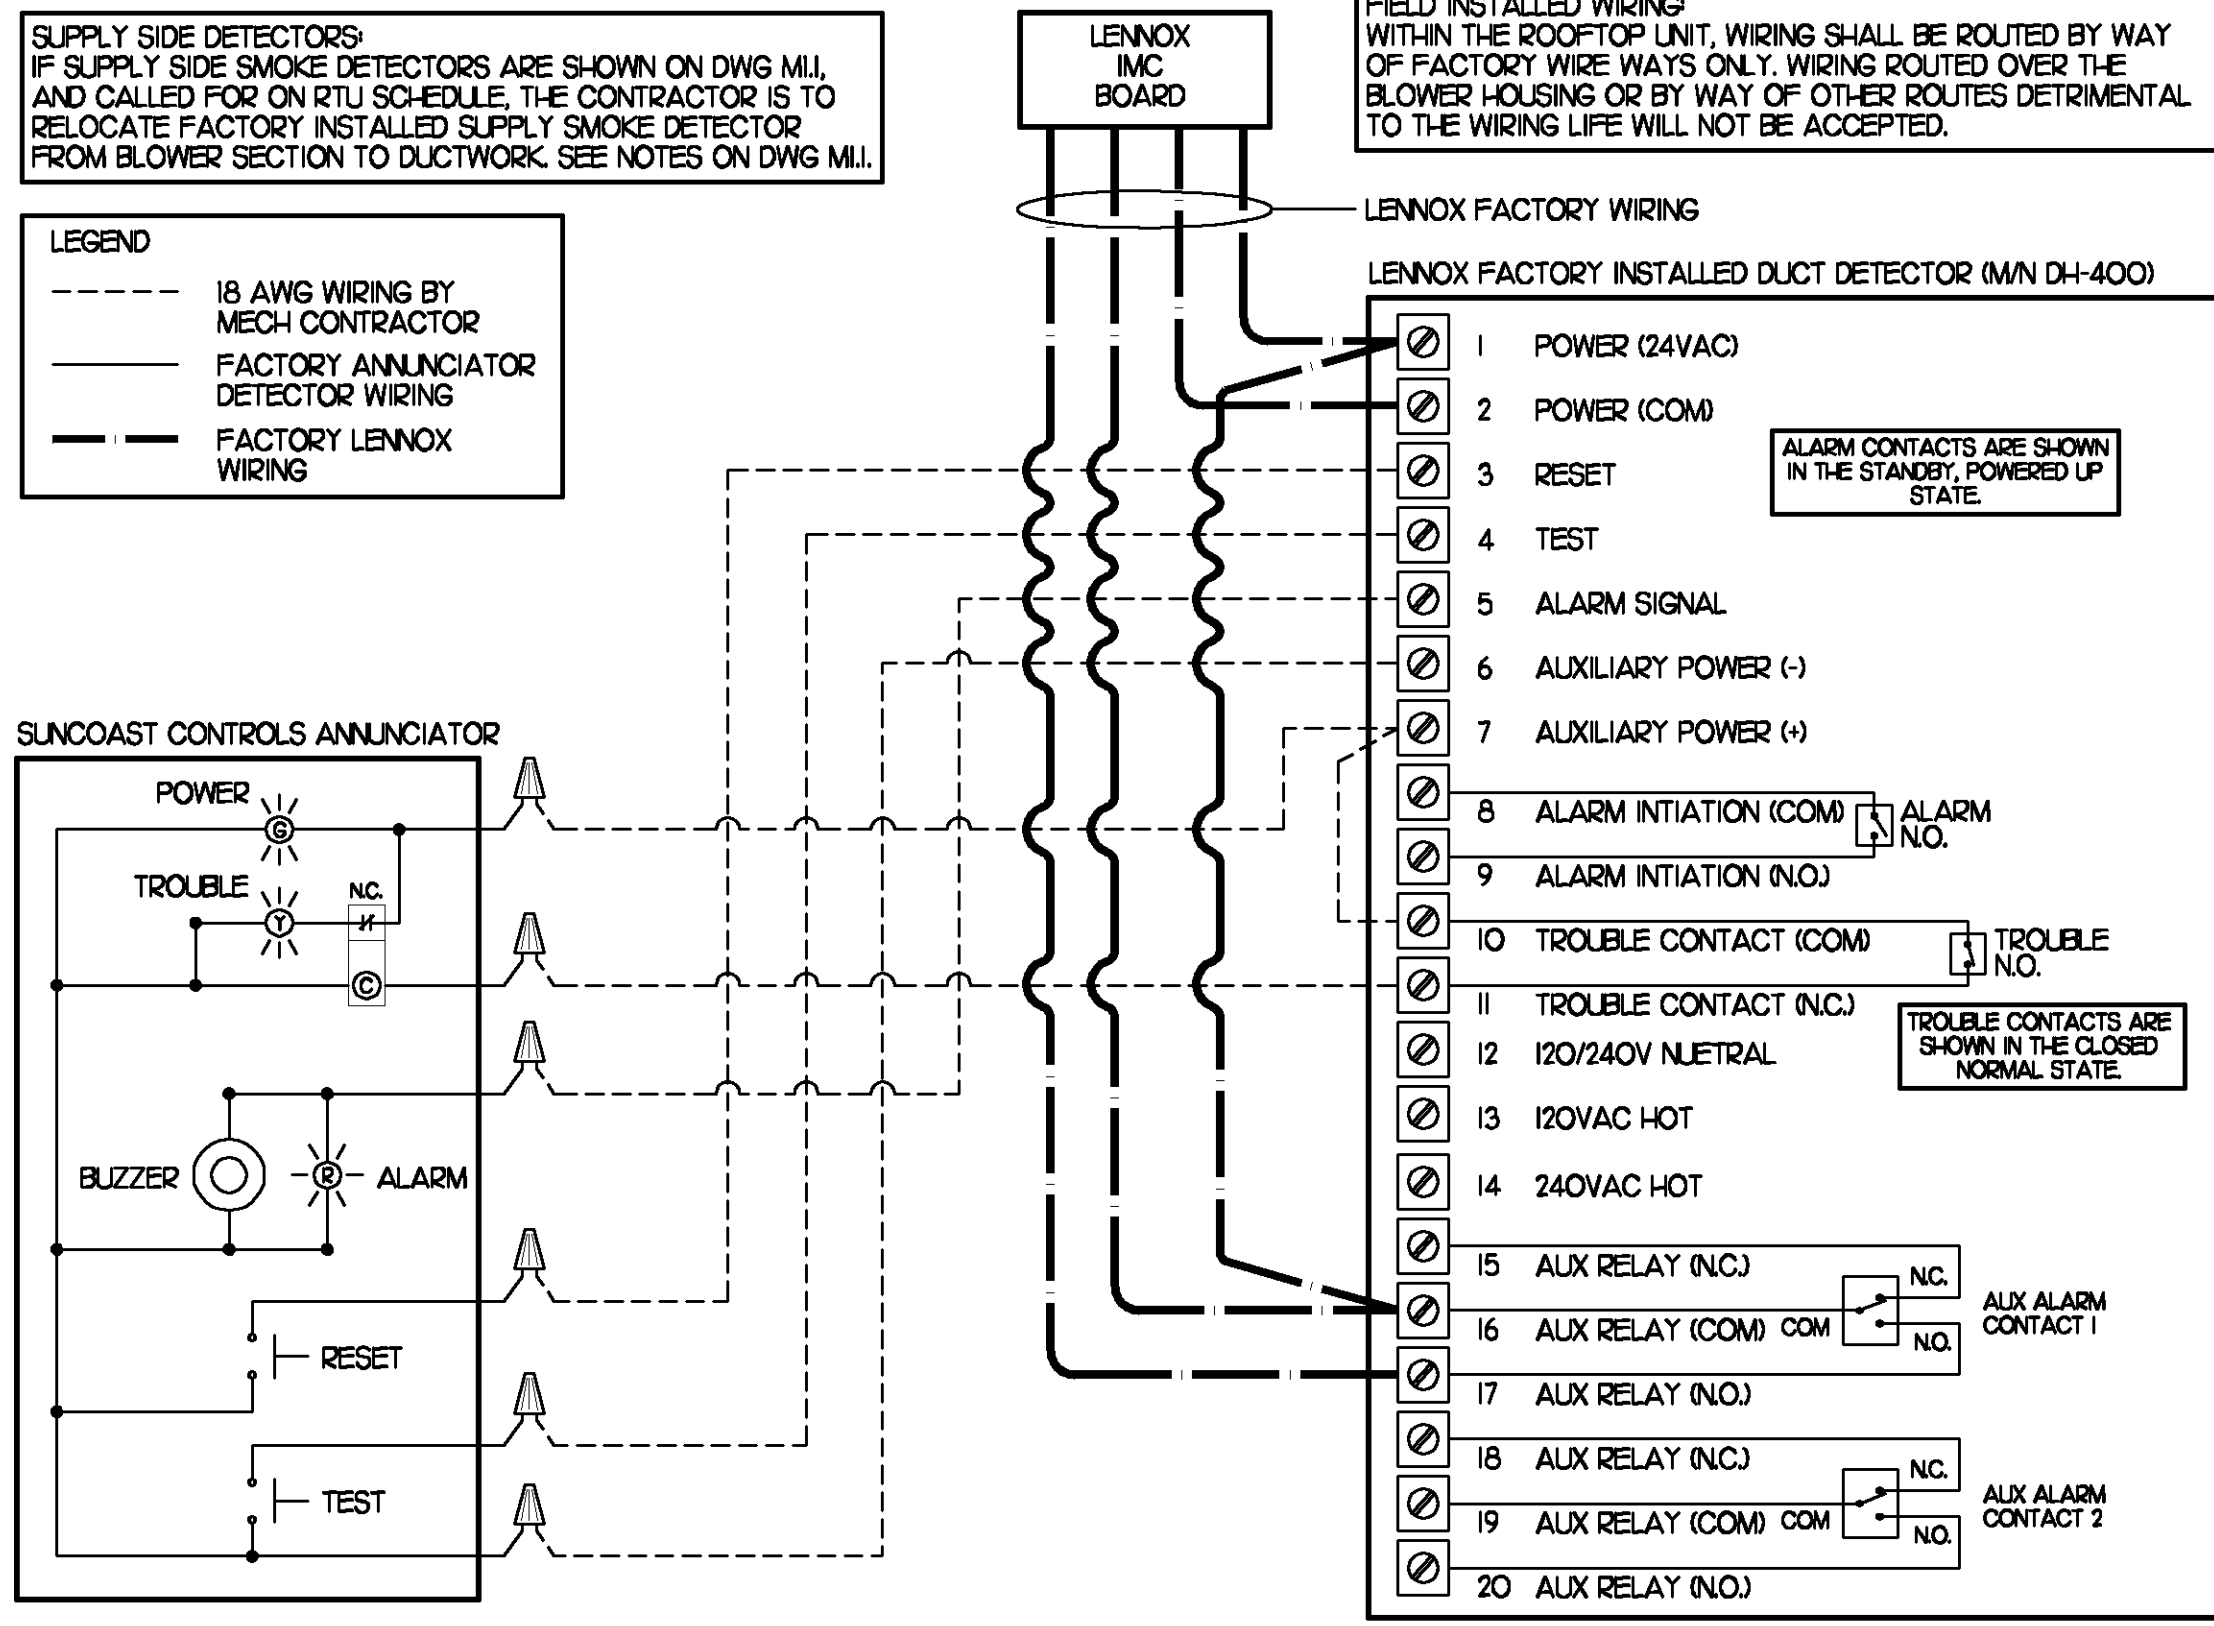 SUPPLY SIDE DETECTORS:
IF SUPPLY SIDE SMOKE DETECTORS ARE SHOWN ON DWG M1.1,
AND CALLED FOR ON RTU SCHEDULE, THE CONTRACTOR IS TO
RELOCATE FACTORY INSTALLED SUPPLY SMOKE DETECTOR
FROM BLOWER SECTION TO DUCTWORK. SEE NOTES ON DWG M1.1.
LENNOX
IMC
BOARD
FIELD INSTALLED WIRING:
WITHIN THE ROOFTOP UNIT, WIRING SHALL BE ROUTED BY WAY
OF FACTORY WIRE WAYS ONLY. WIRING ROUTED OVER THE
BLOWER HOUSING OR BY WAY OF OTHER ROUTES DETRIMENTAL
TO THE WIRING LIFE WILL NOT BE ACCEPTED.
LENNOX FACTORY WIRING
LEGEND
18 AWG WIRING BY
MECH CONTRACTOR
FACTORY ANNUNCIATOR
DETECTOR WIRING
FACTORY LENNOX
WIRING
LENNOX FACTORY INSTALLED DUCT DETECTOR (M/N DH-400)
1 POWER (24VAC)
2 POWER (COM)
ALARM CONTACTS ARE SHOWN
IN THE STANDBY, POWERED UP
STATE.
3 RESET
4 TEST
5 ALARM SIGNAL
6 AUXILIARY POWER (-)
7 AUXILIARY POWER (+)
8 ALARM INTIATION (COM)
ALARM
N.O.
9 ALARM INTIATION (N.O.)
10 TROUBLE CONTACT (COM)
TROUBLE
N.O.
11 TROUBLE CONTACT (N.C.)
TROUBLE CONTACTS ARE
SHOWN IN THE CLOSED
NORMAL STATE.
12 120/240V NUETRAL
13 120VAC HOT
14 240VAC HOT
15 AUX RELAY (N.C.)
N.C.
16 AUX RELAY (COM) COM
AUX ALARM
CONTACT 1
N.O.
17 AUX RELAY (N.O.)
18 AUX RELAY (N.C.)
N.C.
19 AUX RELAY (COM) COM
AUX ALARM
CONTACT 2
N.O.
20 AUX RELAY (N.O.)
SUNCOAST CONTROLS ANNUNCIATOR
POWER
G
TROUBLE
N.C.
Y
C
BUZZER
R
ALARM
RESET
TEST